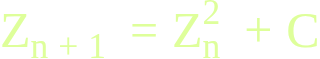 Zₙ₊₁ = Zₙ² + C